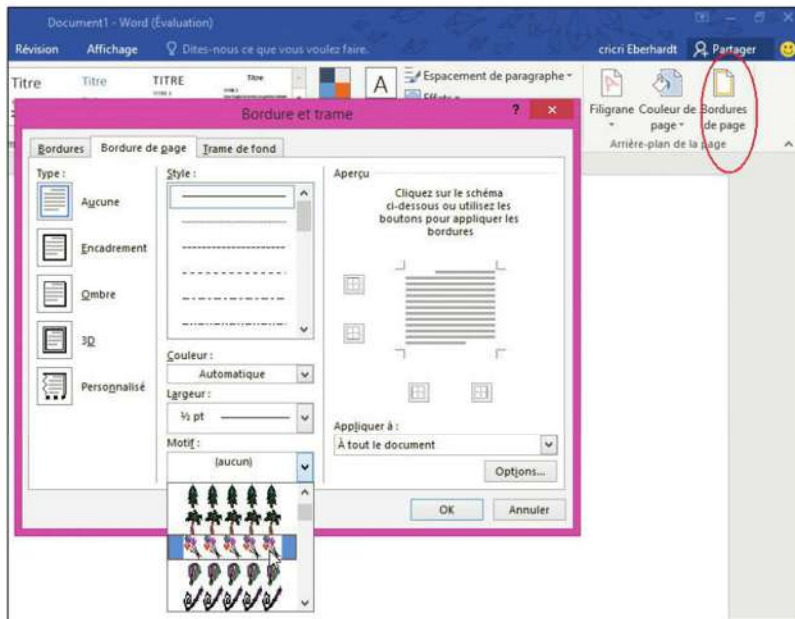 Document1 - Word (Évaluation)
Révision Affichage Dites-nous ce que vous voulez faire. cricri Eberhardt Partager
Titre Titre TITRE Titre
A
Espacement de paragraphe
Effets
Filigrane Couleur de page Bordures de page
Arrière-plan de la page
Bordure et trame ?
Bordures Bordure de page Trame de fond
Type :
Aucune
Encadrement
Ombre
3D
Personnalisé
Style :
Couleur :
Automatique
Largeur :
½ pt
Motif :
(aucun)
Aperçu
Cliquez sur le schéma
ci-dessous ou utilisez les
boutons pour appliquer les
bordures
Appliquer à :
À tout le document
Options...
OK Annuler